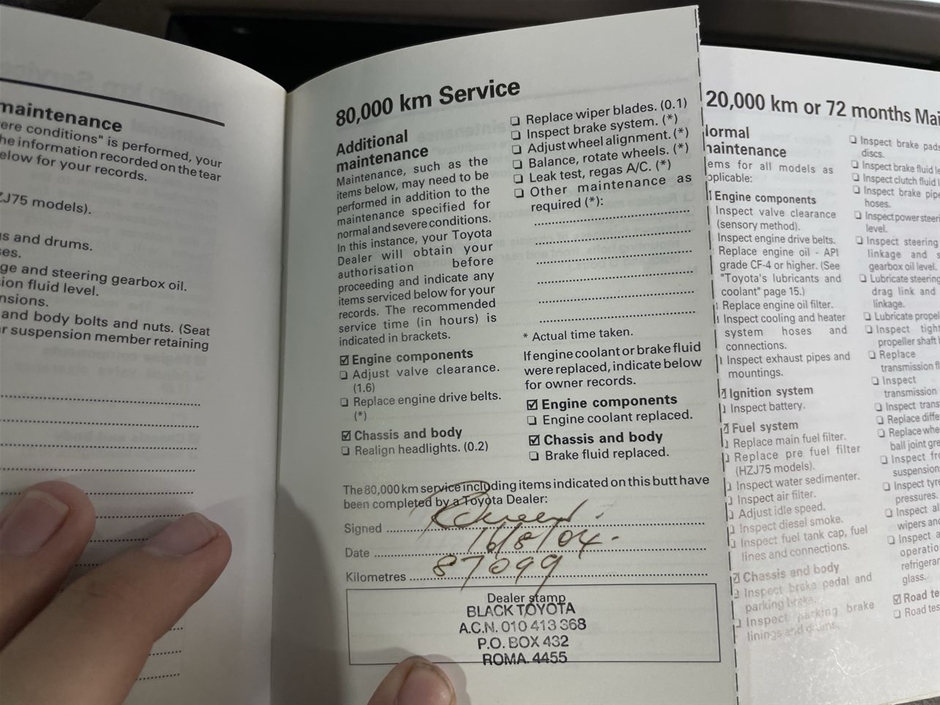 maintenance
ere conditions" is performed, your
he information recorded on the tear
elow for your records.
ZJ75 models).
s and drums.
es.
ge and steering gearbox oil.
ion fluid level.
nsions.
and body bolts and nuts. (Seat
r suspension member retaining
80,000 km Service
Additional
maintenance
Maintenance, such as the
items below, may need to be
performed in addition to the
maintenance specified for
normal and severe conditions.
In this instance, your Toyota
Dealer will obtain your
authorisation before
proceeding and indicate any
items serviced below for your
records. The recommended
service time (in hours) is
indicated in brackets.
☑ Engine components
❏ Adjust valve clearance.
(1.6)
❏ Replace engine drive belts.
(*)
☑ Chassis and body
❏ Realign headlights. (0.2)
❏ Replace wiper blades. (0.1)
❏ Inspect brake system. (*)
❏ Adjust wheel alignment. (*)
❏ Balance, rotate wheels. (*)
❏ Leak test, regas A/C. (*)
❏ Other maintenance as
required (*):
* Actual time taken.
If engine coolant or brake fluid
were replaced, indicate below
for owner records.
☑ Engine components
❏ Engine coolant replaced.
☑ Chassis and body
❏ Brake fluid replaced.
The 80,000 km service including items indicated on this butt have
been completed by a Toyota Dealer:
Signed
Date 16/8/04.
Kilometres 87099
Dealer stamp
BLACK TOYOTA
A.C.N. 010 413 368
P.O. BOX 432
ROMA. 4455
20,000 km or 72 months Mai
Normal
maintenance
ems for all models as
pplicable:
Engine components
Inspect valve clearance
(sensory method).
Inspect engine drive belts.
Replace engine oil - API
grade CF-4 or higher. (See
"Toyota's lubricants and
coolant" page 15.)
Replace engine oil filter.
Inspect cooling and heater
system hoses and
connections.
Inspect exhaust pipes and
mountings.
☑ Ignition system
Inspect battery.
☑ Fuel system
Replace main fuel filter.
Replace pre fuel filter
(HZJ75 models).
Inspect water sedimenter.
Inspect air filter.
Adjust idle speed.
Inspect diesel smoke.
Inspect fuel tank cap, fuel
lines and connections.
☑ Chassis and body
Inspect brake pedal and
parking brake.
Inspect parking brake
linings and drums.
❏ Inspect brake pads
discs.
❏ Inspect brake fluid le
❏ Inspect clutch fluid l
❏ Inspect brake pipe
hoses.
❏ Inspect power steer
level.
❏ Inspect steering
linkage and s
gearbox oil level.
❏ Lubricate steering
drag link and
linkage.
❏ Lubricate propel
❏ Inspect tight
propeller shaft b
❏ Replace
transmission fl
❏ Inspect
transmission
❏ Inspect trans
❏ Replace diffe
❏ Replace whe
ball joint gre
❏ Inspect fro
suspension
❏ Inspect tyre
pressures.
❏ Inspect al
wipers and
❏ Inspect a
operatio
refrigerar
glass.
☑ Road te
❏ Road tes